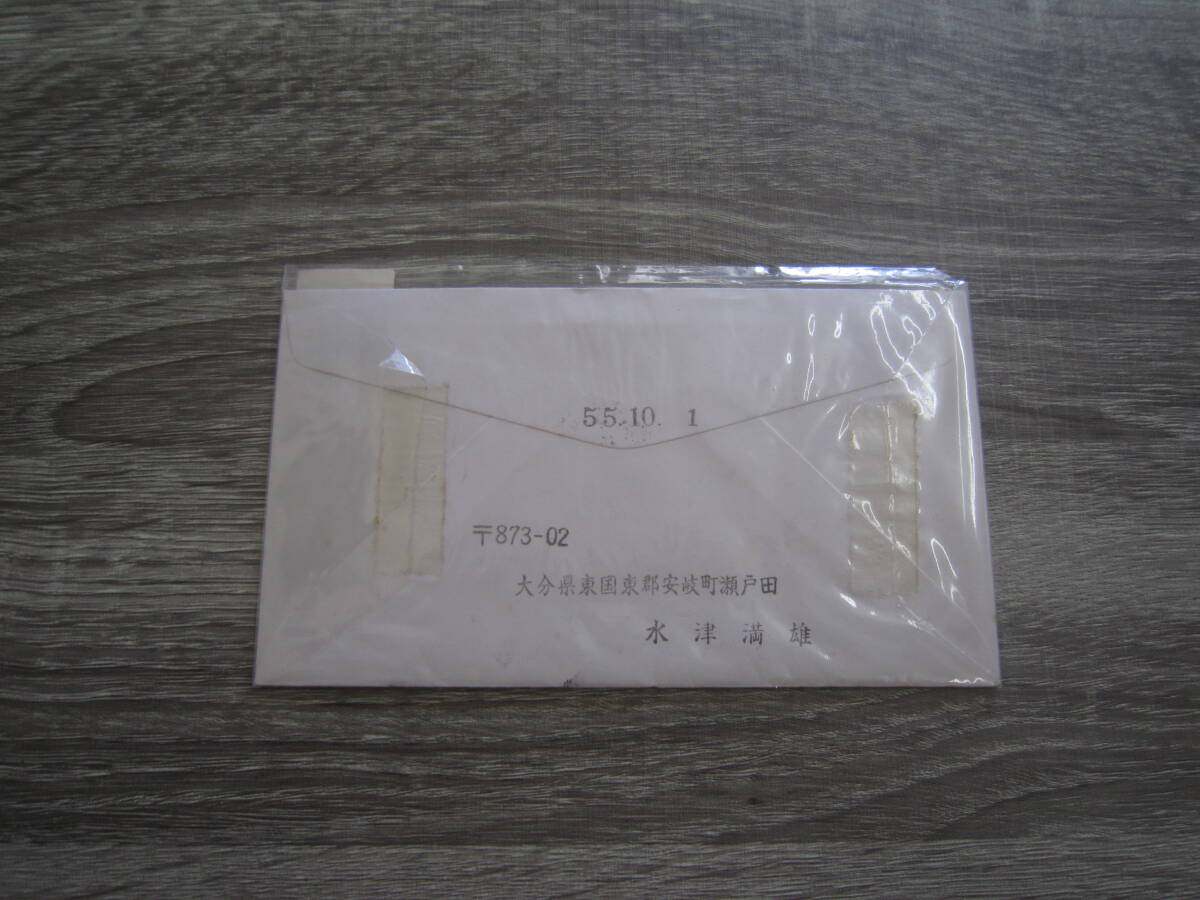 55.10. 1
〒873-02
大分県東国東郡安岐町瀬戸田
水津満雄